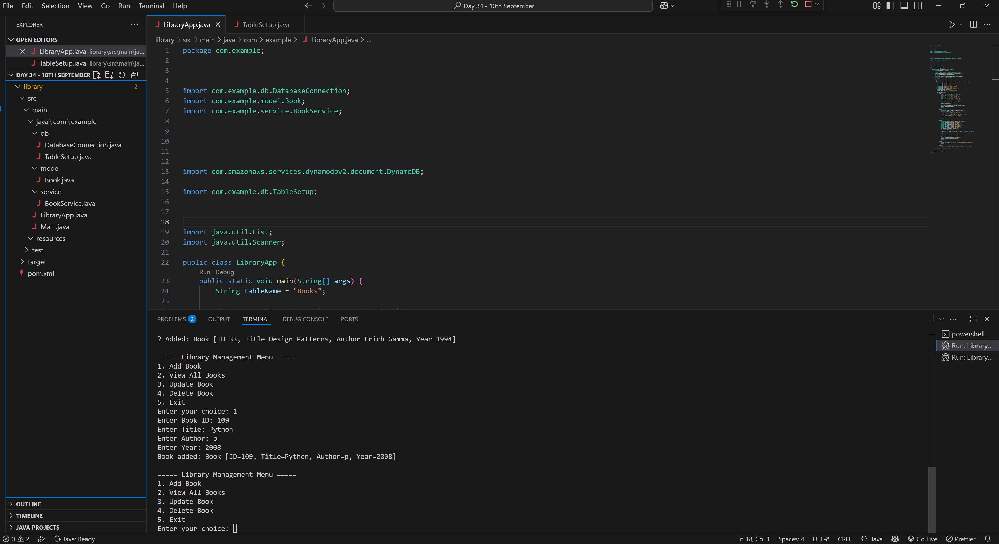 File Edit Selection View Go Run Terminal Help
Day 34 - 10th September
EXPLORER
OPEN EDITORS
LibraryApp.java library\src\main\ja...
TableSetup.java library\src\main\ja...
DAY 34 - 10TH SEPTEMBER
library 2
src
main
java\com\example
db
DatabaseConnection.java
TableSetup.java
model
Book.java
service
BookService.java
LibraryApp.java
Main.java
resources
test
target
pom.xml
OUTLINE
TIMELINE
JAVA PROJECTS
LibraryApp.java TableSetup.java
library > src > main > java > com > example > LibraryApp.java > ...
1 package com.example;
2
3
4
5 import com.example.db.DatabaseConnection;
6 import com.example.model.Book;
7 import com.example.service.BookService;
8
9
10
11
12
13 import com.amazonaws.services.dynamodbv2.document.DynamoDB;
14
15 import com.example.db.TableSetup;
16
17
18
19 import java.util.List;
20 import java.util.Scanner;
21
22 public class LibraryApp {
Run | Debug
23 public static void main(String[] args) {
24 String tableName = "Books";
25
PROBLEMS 2 OUTPUT TERMINAL DEBUG CONSOLE PORTS
? Added: Book [ID=B3, Title=Design Patterns, Author=Erich Gamma, Year=1994]
===== Library Management Menu =====
1. Add Book
2. View All Books
3. Update Book
4. Delete Book
5. Exit
Enter your choice: 1
Enter Book ID: 109
Enter Title: Python
Enter Author: p
Enter Year: 2008
Book added: Book [ID=109, Title=Python, Author=p, Year=2008]
===== Library Management Menu =====
1. Add Book
2. View All Books
3. Update Book
4. Delete Book
5. Exit
Enter your choice:
powershell
Run: Library...
Run: Library...
0 2 Java: Ready
Ln 18, Col 1 Spaces: 4 UTF-8 CRLF {} Java Go Live Prettier